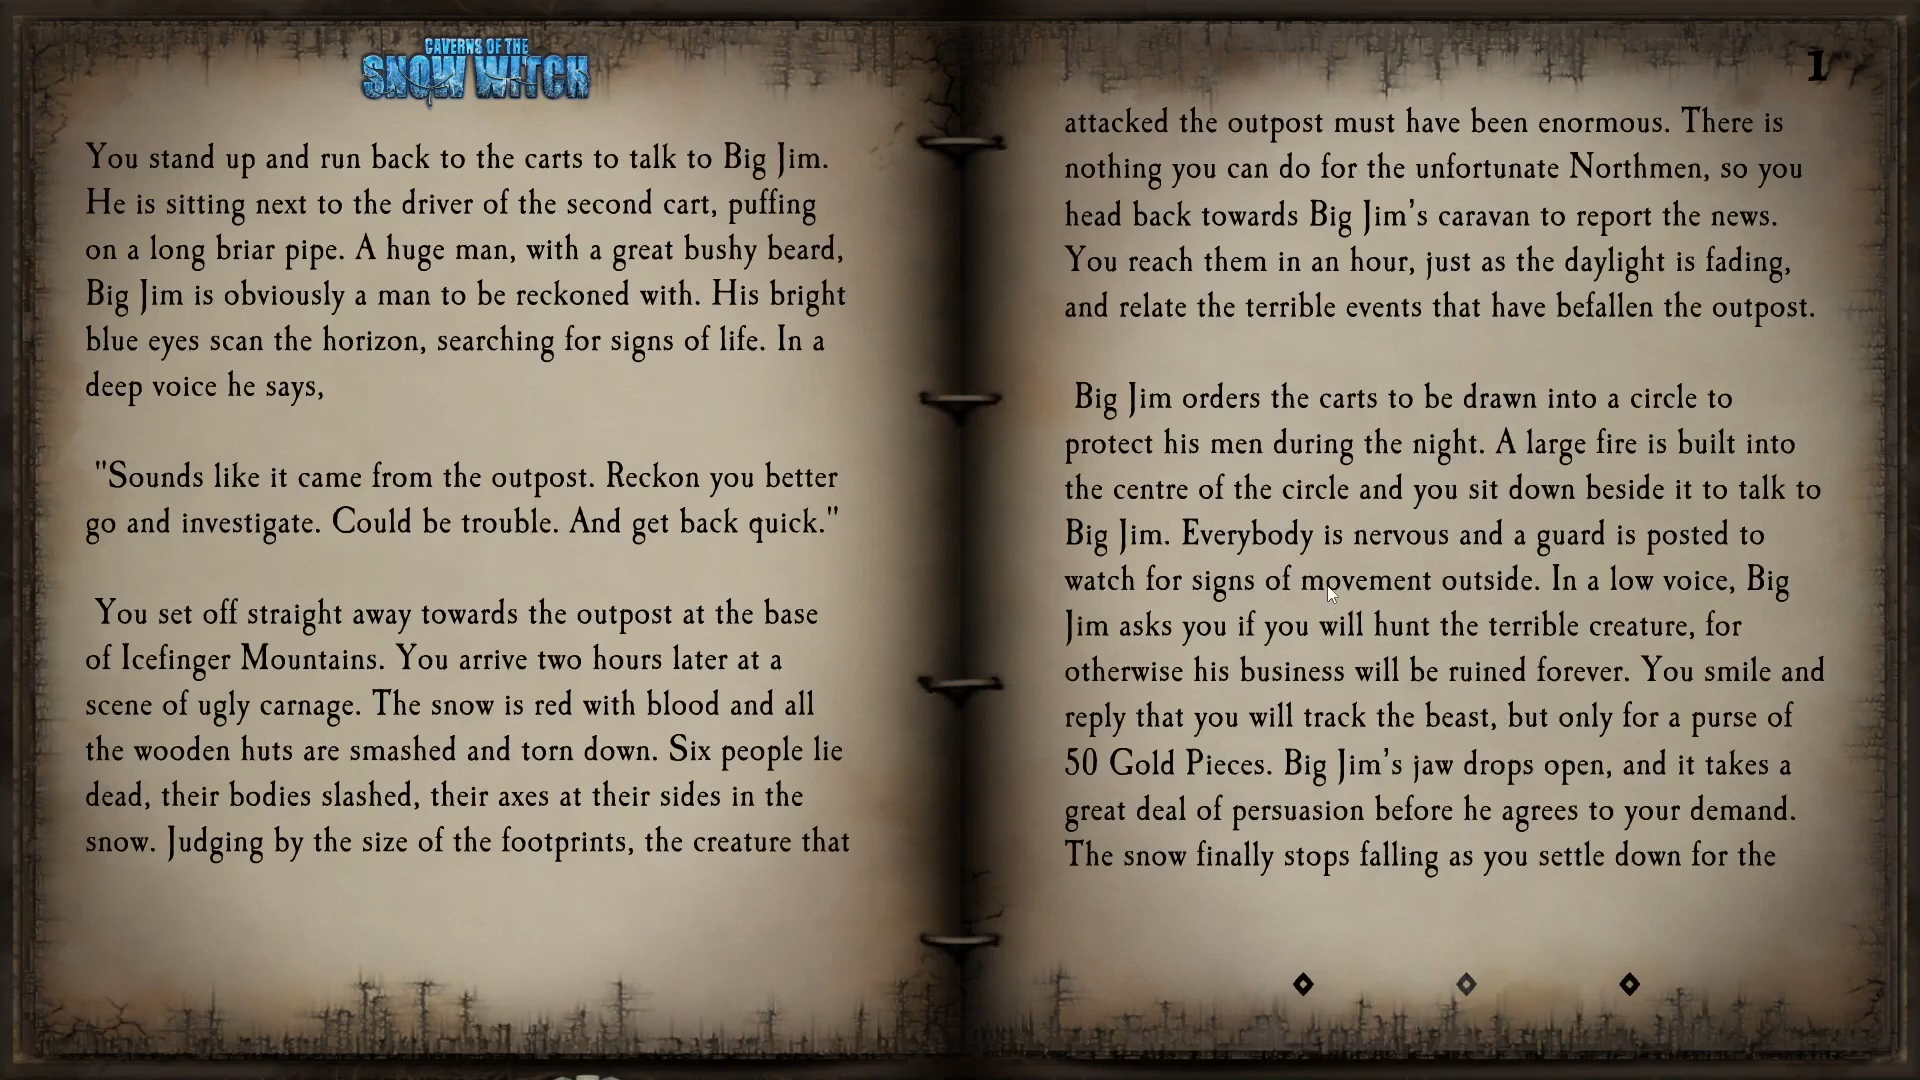 CAVERNS OF THE
SNOW WITCH
You stand up and run back to the carts to talk to Big Jim.
He is sitting next to the driver of the second cart, puffing
on a long briar pipe. A huge man, with a great bushy beard,
Big Jim is obviously a man to be reckoned with. His bright
blue eyes scan the horizon, searching for signs of life. In a
deep voice he says,
"Sounds like it came from the outpost. Reckon you better
go and investigate. Could be trouble. And get back quick."
You set off straight away towards the outpost at the base
of Icefinger Mountains. You arrive two hours later at a
scene of ugly carnage. The snow is red with blood and all
the wooden huts are smashed and torn down. Six people lie
dead, their bodies slashed, their axes at their sides in the
snow. Judging by the size of the footprints, the creature that
1
attacked the outpost must have been enormous. There is
nothing you can do for the unfortunate Northmen, so you
head back towards Big Jim's caravan to report the news.
You reach them in an hour, just as the daylight is fading,
and relate the terrible events that have befallen the outpost.
Big Jim orders the carts to be drawn into a circle to
protect his men during the night. A large fire is built into
the centre of the circle and you sit down beside it to talk to
Big Jim. Everybody is nervous and a guard is posted to
watch for signs of movement outside. In a low voice, Big
Jim asks you if you will hunt the terrible creature, for
otherwise his business will be ruined forever. You smile and
reply that you will track the beast, but only for a purse of
50 Gold Pieces. Big Jim's jaw drops open, and it takes a
great deal of persuasion before he agrees to your demand.
The snow finally stops falling as you settle down for the